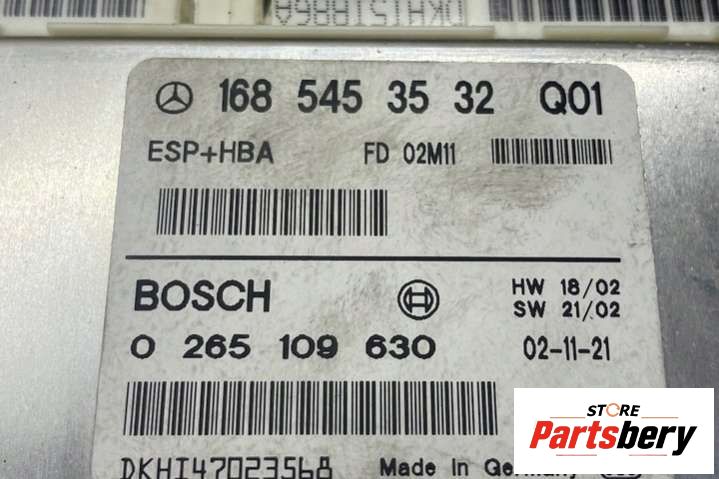 DKHI51886A
168 545 35 32 Q01
ESP+HBA FD 02M11
BOSCH HW 18/02
SW 21/02
0 265 109 630 02-11-21
DKHI47023568 Made In Germany
STORE
Partsbery